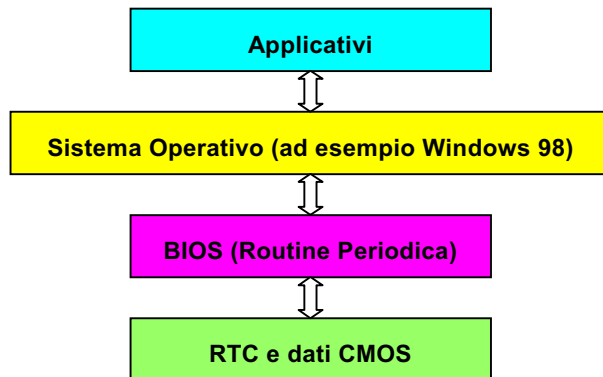 Applicativi
Sistema Operativo (ad esempio Windows 98)
BIOS (Routine Periodica)
RTC e dati CMOS